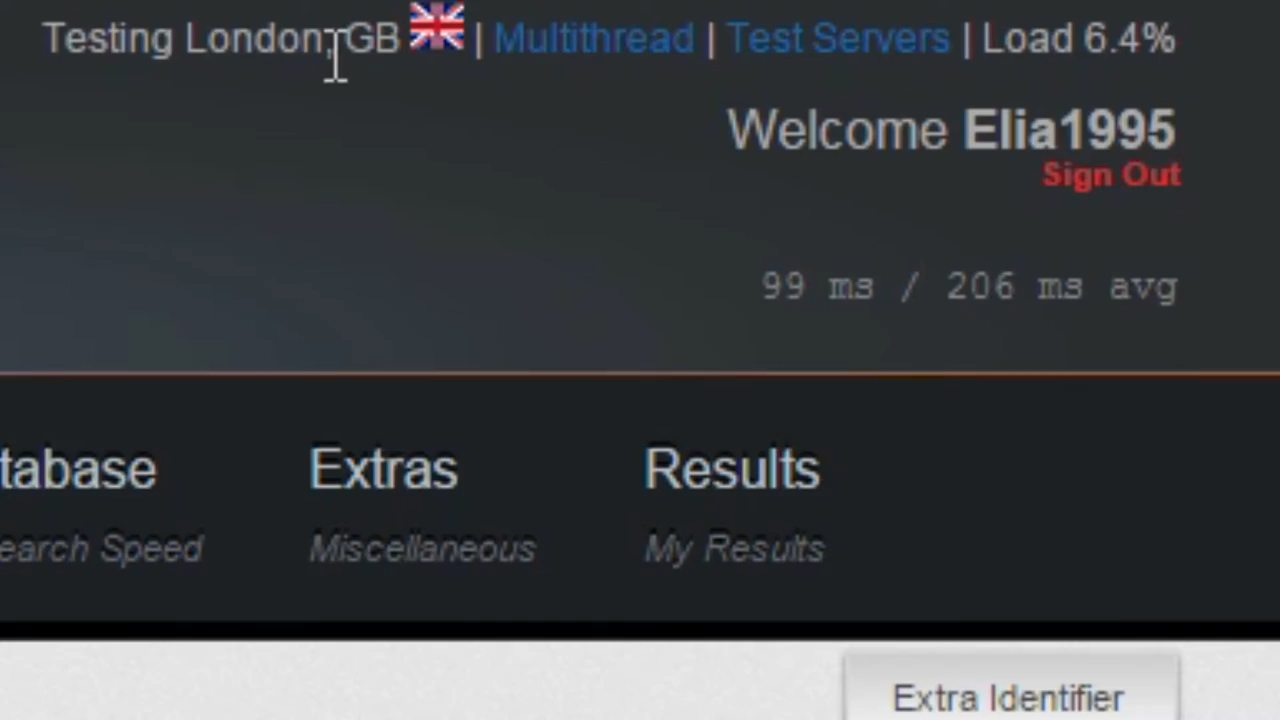 Testing London, GB | Multithread | Test Servers | Load 6.4%
Welcome Elia1995
Sign Out
99 ms / 206 ms avg
tabase Extras Results
earch Speed Miscellaneous My Results
Extra Identifier